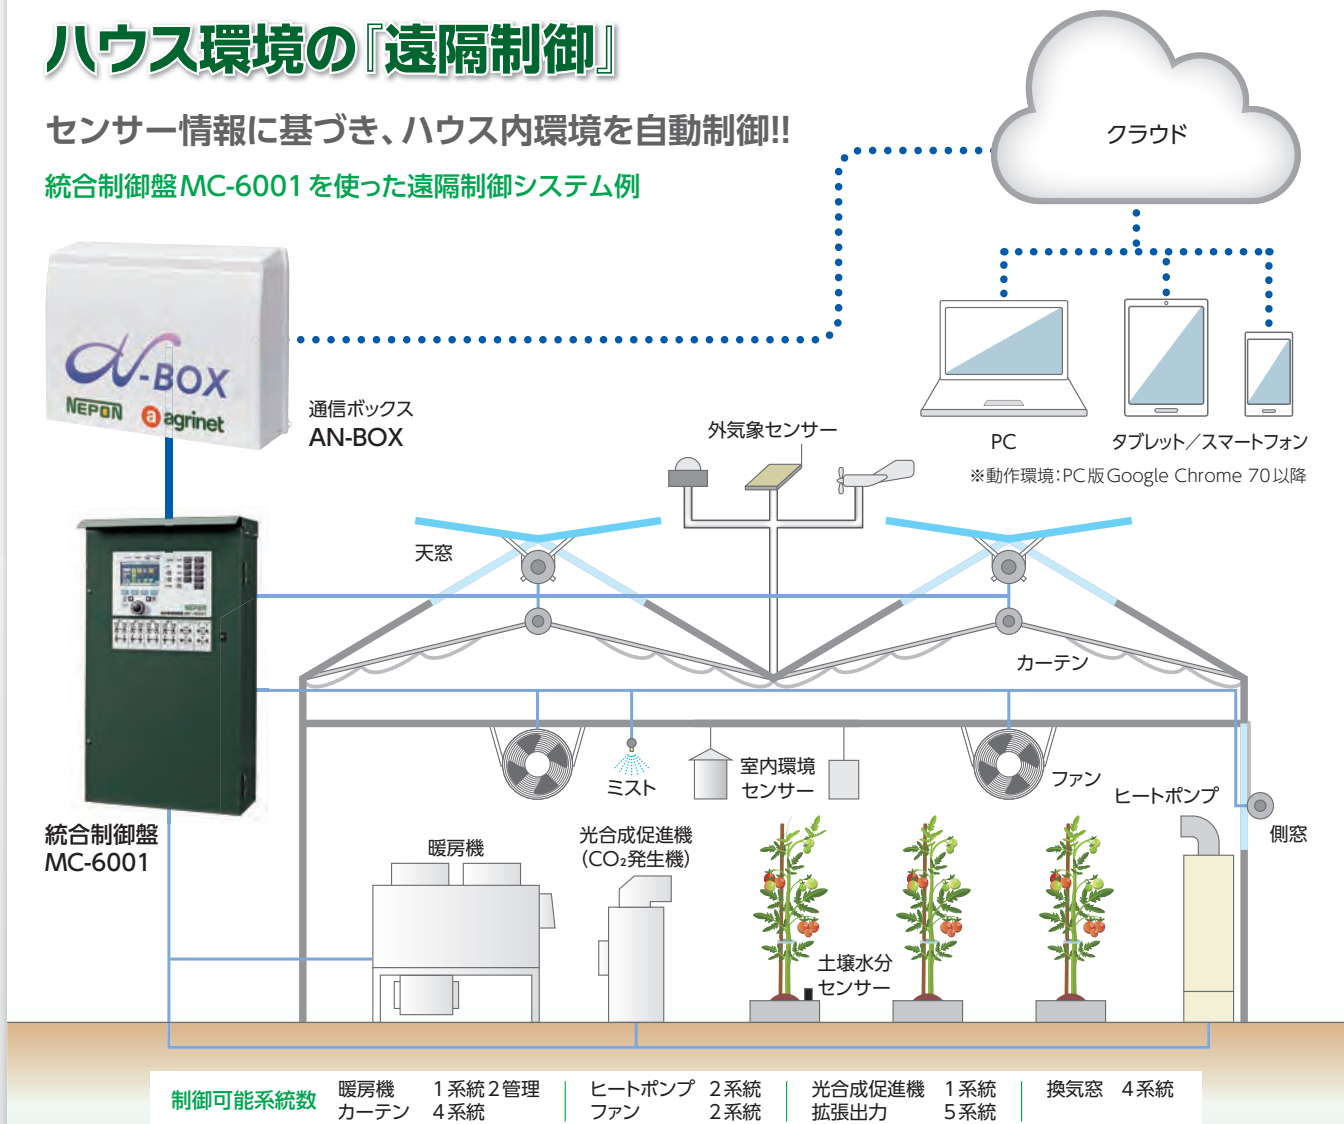 ハウス環境の『遠隔制御』
センサー情報に基づき、ハウス内環境を自動制御!!
統合制御盤MC-6001を使った遠隔制御システム例
クラウド
N-BOX
NEPON
a agrinet
通信ボックス
AN-BOX
PC
タブレット／スマートフォン
※動作環境：PC版Google Chrome 70以降
外気象センサー
天窓
カーテン
NEPON
MC-6001
ミスト
室内環境
センサー
ファン
ヒートポンプ
側窓
統合制御盤
MC-6001
暖房機
光合成促進機
（CO₂発生機）
土壌水分
センサー
制御可能系統数
暖房機 1系統2管理
カーテン 4系統
ヒートポンプ 2系統
ファン 2系統
光合成促進機 1系統
拡張出力 5系統
換気窓 4系統